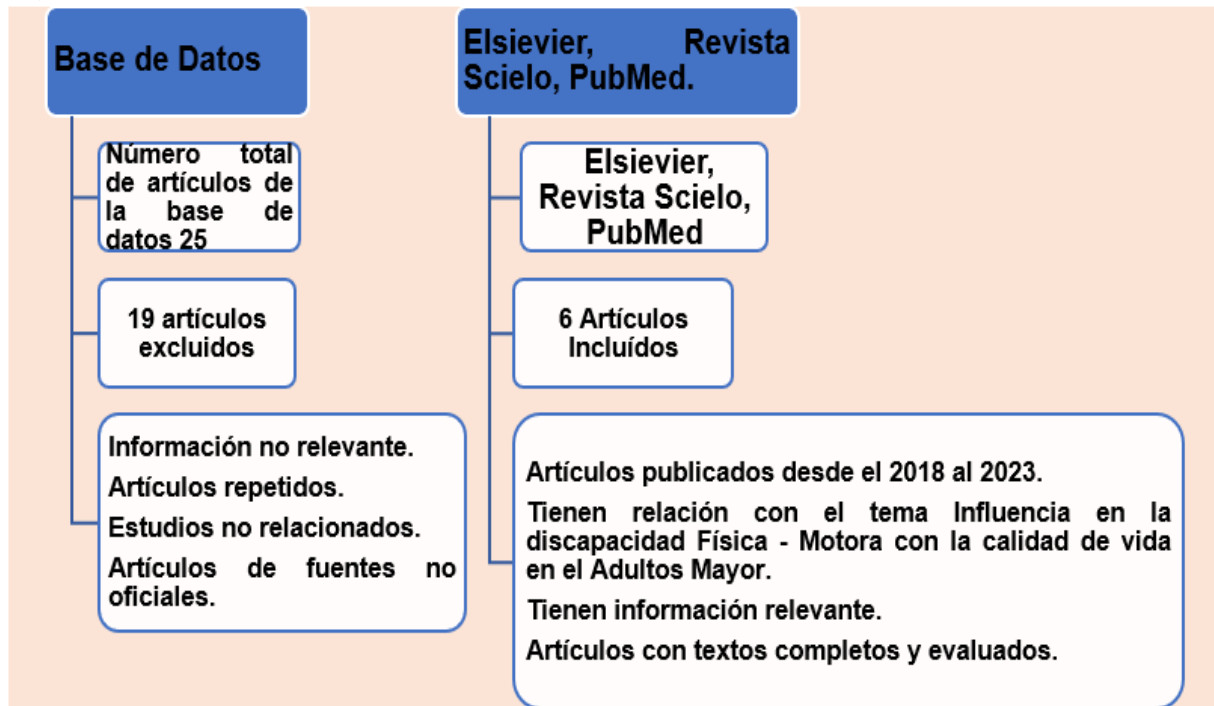 Base de Datos
Número total
de artículos de
la base de
datos 25
19 artículos
excluidos
Información no relevante.
Artículos repetidos.
Estudios no relacionados.
Artículos de fuentes no
oficiales.
Elsievier, Revista
Scielo, PubMed.
Elsievier,
Revista Scielo,
PubMed
6 Artículos
Incluídos
Artículos publicados desde el 2018 al 2023.
Tienen relación con el tema Influencia en la
discapacidad Física - Motora con la calidad de vida
en el Adultos Mayor.
Tienen información relevante.
Artículos con textos completos y evaluados.